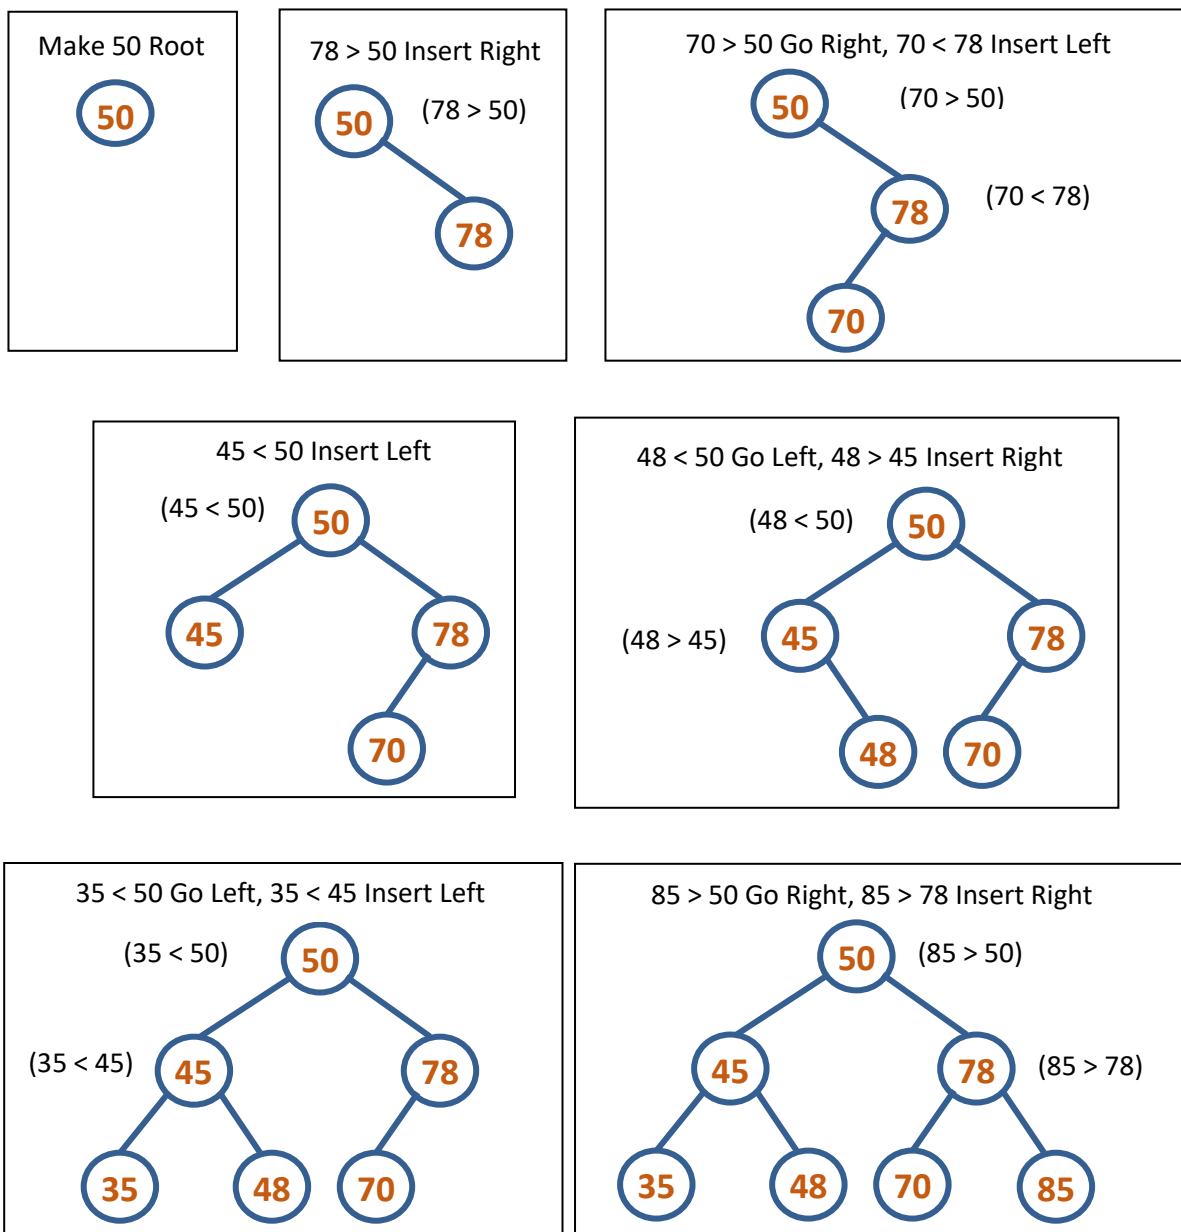 Make 50 Root
50
78 > 50 Insert Right
50
(78 > 50)
78
70 > 50 Go Right, 70 < 78 Insert Left
50
(70 > 50)
78
(70 < 78)
70
45 < 50 Insert Left
(45 < 50)
50
45
78
70
48 < 50 Go Left, 48 > 45 Insert Right
(48 < 50)
50
(48 > 45)
45
78
48
70
35 < 50 Go Left, 35 < 45 Insert Left
(35 < 50)
50
(35 < 45)
45
78
35
48
70
85 > 50 Go Right, 85 > 78 Insert Right
50
(85 > 50)
45
78
(85 > 78)
35
48
70
85